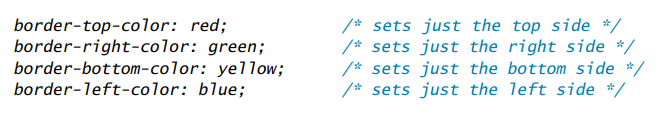 border-top-color: red; /* sets just the top side */
border-right-color: green; /* sets just the right side */
border-bottom-color: yellow; /* sets just the bottom side */
border-left-color: blue; /* sets just the left side */